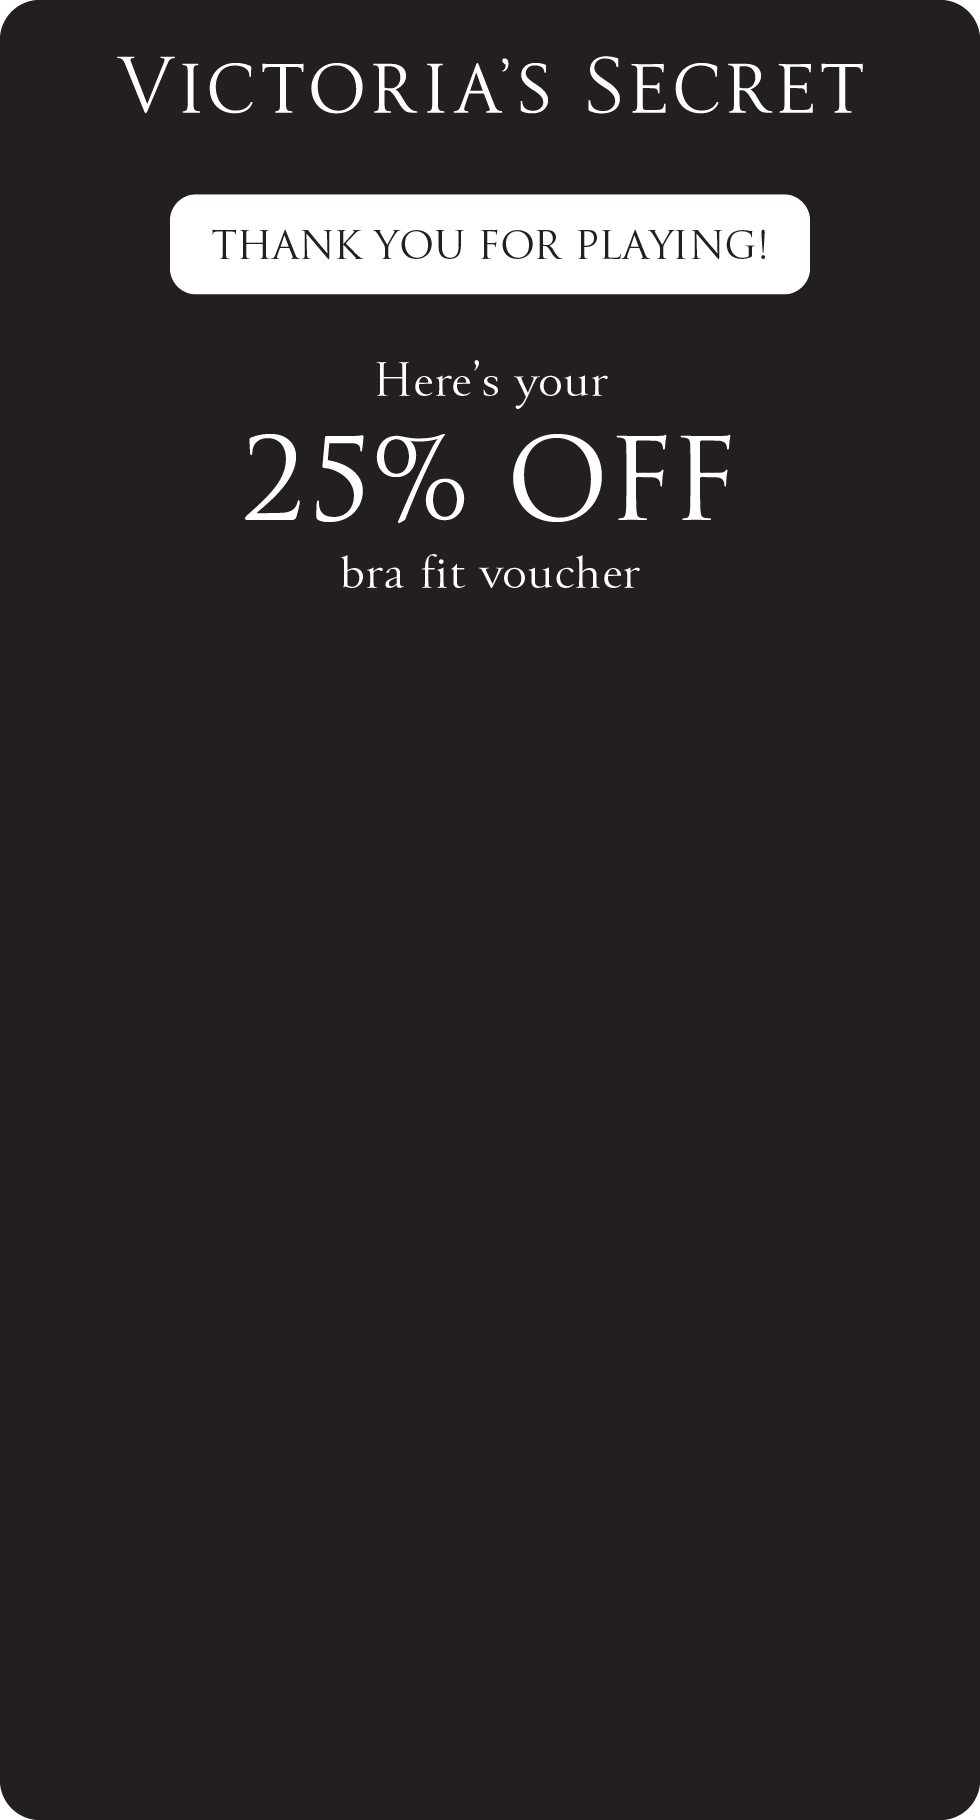 VICTORIA’S SECRET
THANK YOU FOR PLAYING!
Here’s your
25% OFF
bra fit voucher